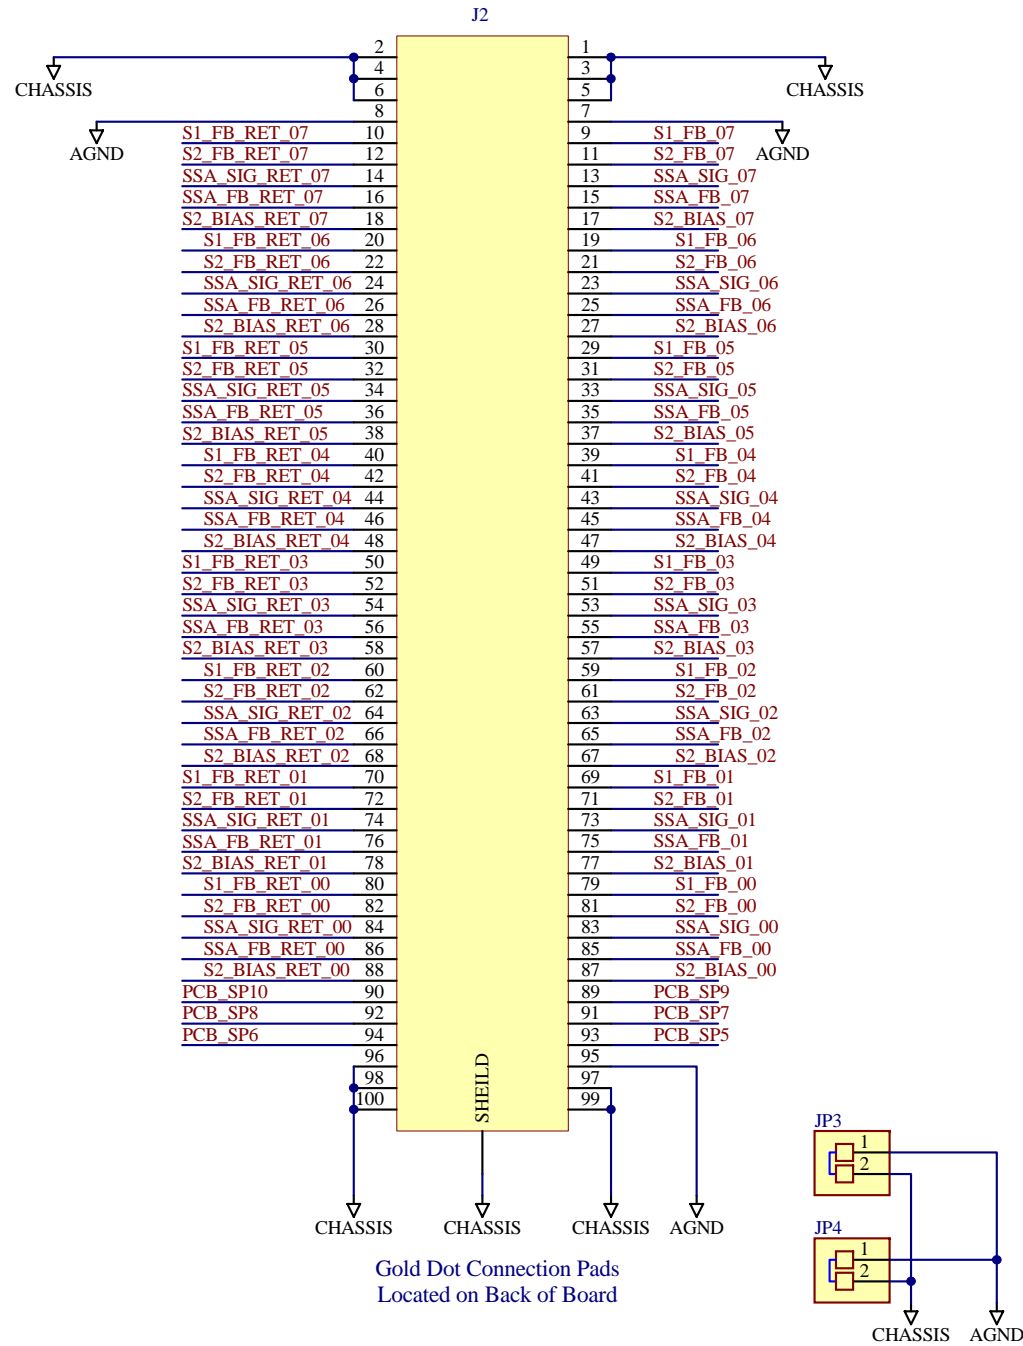 J2
2 1
CHASSIS 4 3 CHASSIS
6 5
8 7
AGND AGND
S1_FB_RET_07 10 9 S1_FB_07
S2_FB_RET_07 12 11 S2_FB_07
SSA_SIG_RET_07 14 13 SSA_SIG_07
SSA_FB_RET_07 16 15 SSA_FB_07
S2_BIAS_RET_07 18 17 S2_BIAS_07
S1_FB_RET_06 20 19 S1_FB_06
S2_FB_RET_06 22 21 S2_FB_06
SSA_SIG_RET_06 24 23 SSA_SIG_06
SSA_FB_RET_06 26 25 SSA_FB_06
S2_BIAS_RET_06 28 27 S2_BIAS_06
S1_FB_RET_05 30 29 S1_FB_05
S2_FB_RET_05 32 31 S2_FB_05
SSA_SIG_RET_05 34 33 SSA_SIG_05
SSA_FB_RET_05 36 35 SSA_FB_05
S2_BIAS_RET_05 38 37 S2_BIAS_05
S1_FB_RET_04 40 39 S1_FB_04
S2_FB_RET_04 42 41 S2_FB_04
SSA_SIG_RET_04 44 43 SSA_SIG_04
SSA_FB_RET_04 46 45 SSA_FB_04
S2_BIAS_RET_04 48 47 S2_BIAS_04
S1_FB_RET_03 50 49 S1_FB_03
S2_FB_RET_03 52 51 S2_FB_03
SSA_SIG_RET_03 54 53 SSA_SIG_03
SSA_FB_RET_03 56 55 SSA_FB_03
S2_BIAS_RET_03 58 57 S2_BIAS_03
S1_FB_RET_02 60 59 S1_FB_02
S2_FB_RET_02 62 61 S2_FB_02
SSA_SIG_RET_02 64 63 SSA_SIG_02
SSA_FB_RET_02 66 65 SSA_FB_02
S2_BIAS_RET_02 68 67 S2_BIAS_02
S1_FB_RET_01 70 69 S1_FB_01
S2_FB_RET_01 72 71 S2_FB_01
SSA_SIG_RET_01 74 73 SSA_SIG_01
SSA_FB_RET_01 76 75 SSA_FB_01
S2_BIAS_RET_01 78 77 S2_BIAS_01
S1_FB_RET_00 80 79 S1_FB_00
S2_FB_RET_00 82 81 S2_FB_00
SSA_SIG_RET_00 84 83 SSA_SIG_00
SSA_FB_RET_00 86 85 SSA_FB_00
S2_BIAS_RET_00 88 87 S2_BIAS_00
PCB_SP10 90 89 PCB_SP9
PCB_SP8 92 91 PCB_SP7
PCB_SP6 94 93 PCB_SP5
96 95
98 97
100 99
SHEILD
CHASSIS CHASSIS CHASSIS AGND
Gold Dot Connection Pads
Located on Back of Board
JP3
1
2
JP4
1
2
CHASSIS AGND